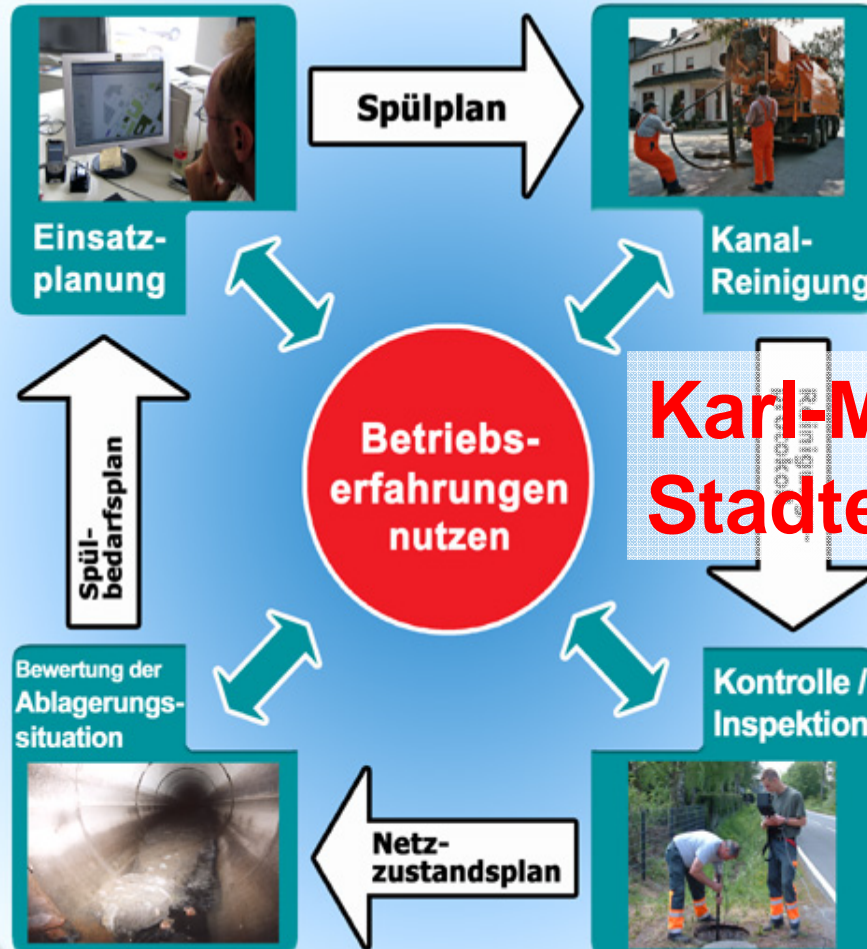 Spülplan
Einsatz-
planung
Kanal-
Reinigung
Betriebs-
erfahrungen
nutzen
Karl-M
Stadte
Spül-
bedarfsplan
Bewertung der
Ablagerungs-
situation
Kontrolle /
Inspektion
Netz-
zustandsplan